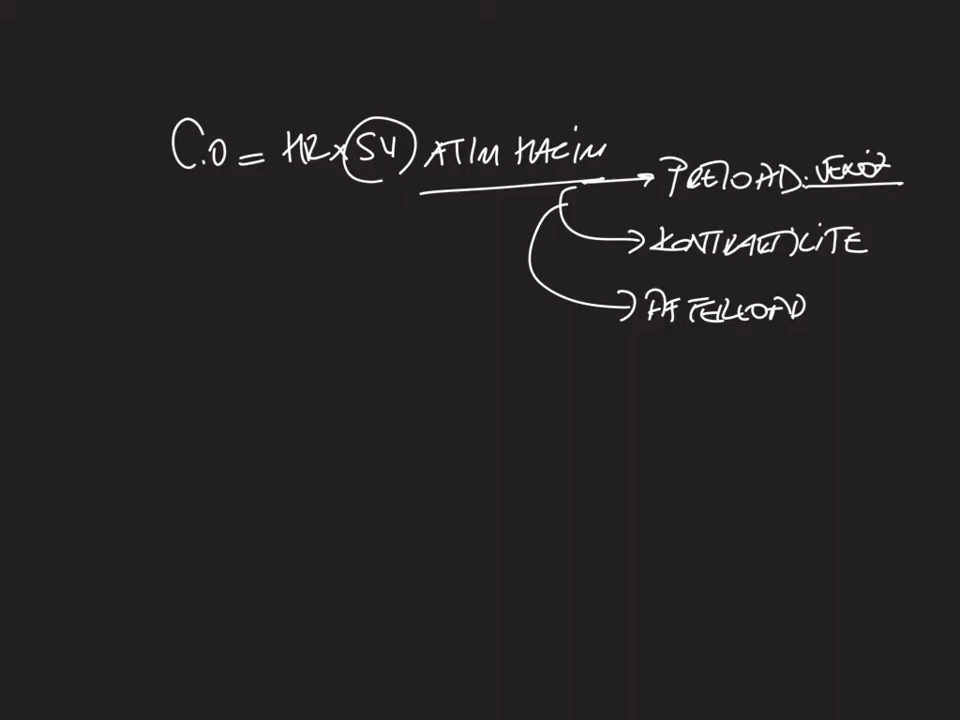 C.O = HR x SV ATIM HACİM
PRELOAD. VENÖZ
KONTRAKTİLİTE
AFTERLOAD